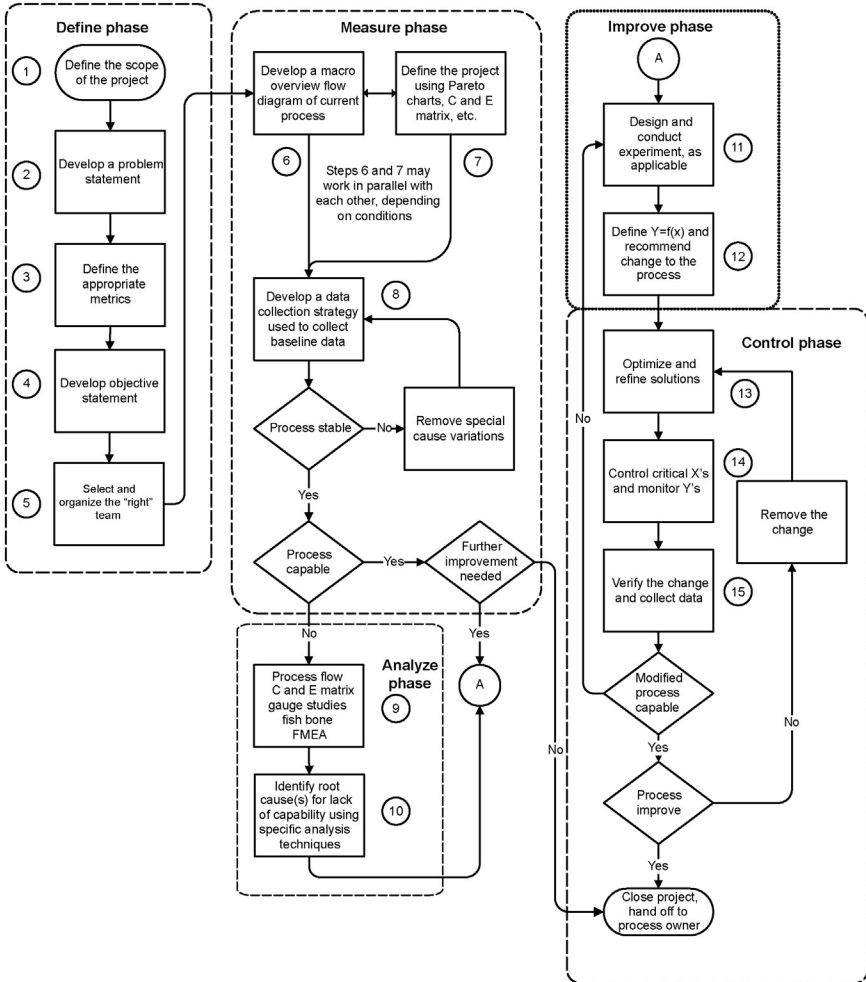 Define phase
1
Define the scope
of the project
2
Develop a problem
statement
3
Define the
appropriate
metrics
4
Develop objective
statement
5
Select and
organize the "right"
team
Measure phase
Develop a macro
overview flow
diagram of current
process
6
Define the project
using Pareto
charts, C and E
matrix, etc.
7
Steps 6 and 7 may
work in parallel with
each other, depending
on conditions
8
Develop a data
collection strategy
used to collect
baseline data
Process stable
No
Remove special
cause variations
Yes
Process
capable
Yes
Further
improvement
needed
No
Yes
No
A
Analyze
phase
Process flow
C and E matrix
gauge studies
fish bone
FMEA
9
Identify root
cause(s) for lack
of capability using
specific analysis
techniques
10
Improve phase
A
Design and
conduct
experiment, as
applicable
11
Define Y=f(x) and
recommend
change to the
process
12
Control phase
Optimize and
refine solutions
13
No
Control critical X's
and monitor Y's
14
Remove the
change
Verify the change
and collect data
15
Modified
process
capable
No
Yes
Process
improve
Yes
Close project,
hand off to
process owner